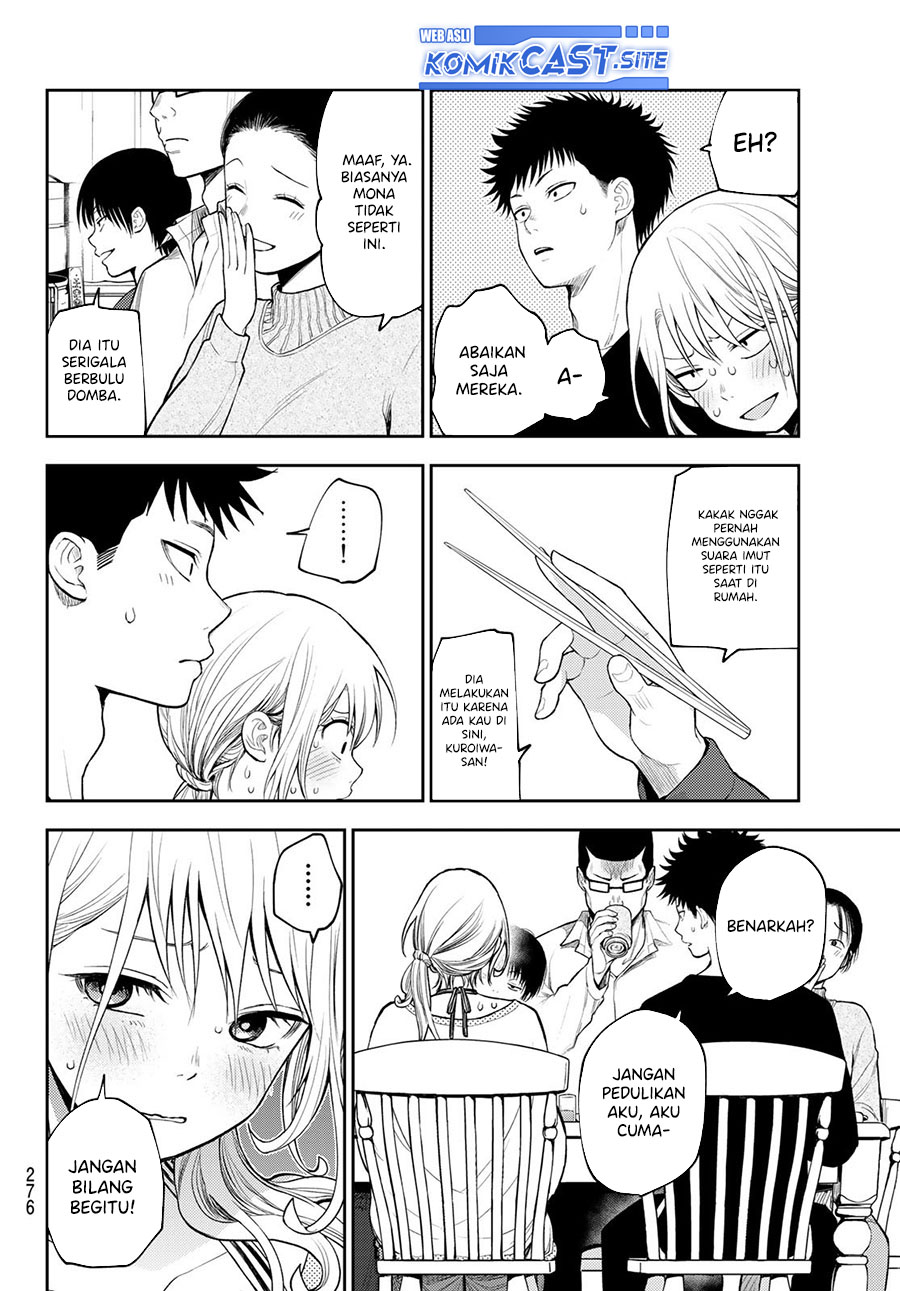 WEB ASLI
KOMIKCAST.SITE
EH?
A-
ABAIKAN
SAJA
MEREKA.
MAAF, YA.
BIASANYA
MONA
TIDAK
SEPERTI
INI.
DIA ITU
SERIGALA
BERBULU
DOMBA.
KAKAK NGGAK
PERNAH
MENGGUNAKAN
SUARA IMUT
SEPERTI ITU
SAAT DI
RUMAH.
DIA
MELAKUKAN
ITU KARENA
ADA KAU DI
SINI,
KUROIWA-
SAN!
........!
BENARKAH?
JANGAN
PEDULIKAN
AKU, AKU
CUMA-
......
JANGAN
BILANG
BEGITU!
276